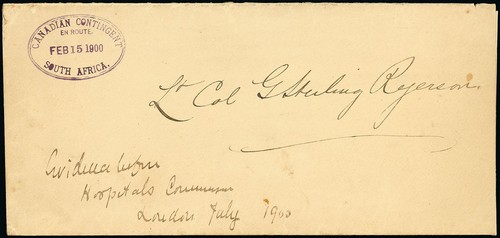 CANADIAN CONTINGENT
EN ROUTE.
FEB 15 1900
SOUTH AFRICA.
Lt Col G Sterling Ryerson
Evidence before
Hospitals Commission
London July 1900